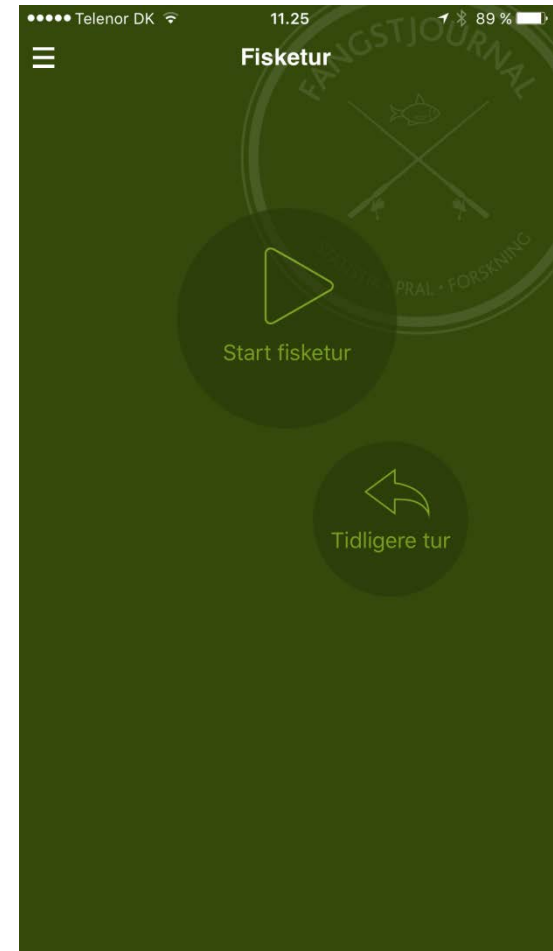 Telenor DK
11.25
89 %
Fisketur
FANGSTJOURNAL
PRAL • FORSKNING
Start fisketur
Tidligere tur